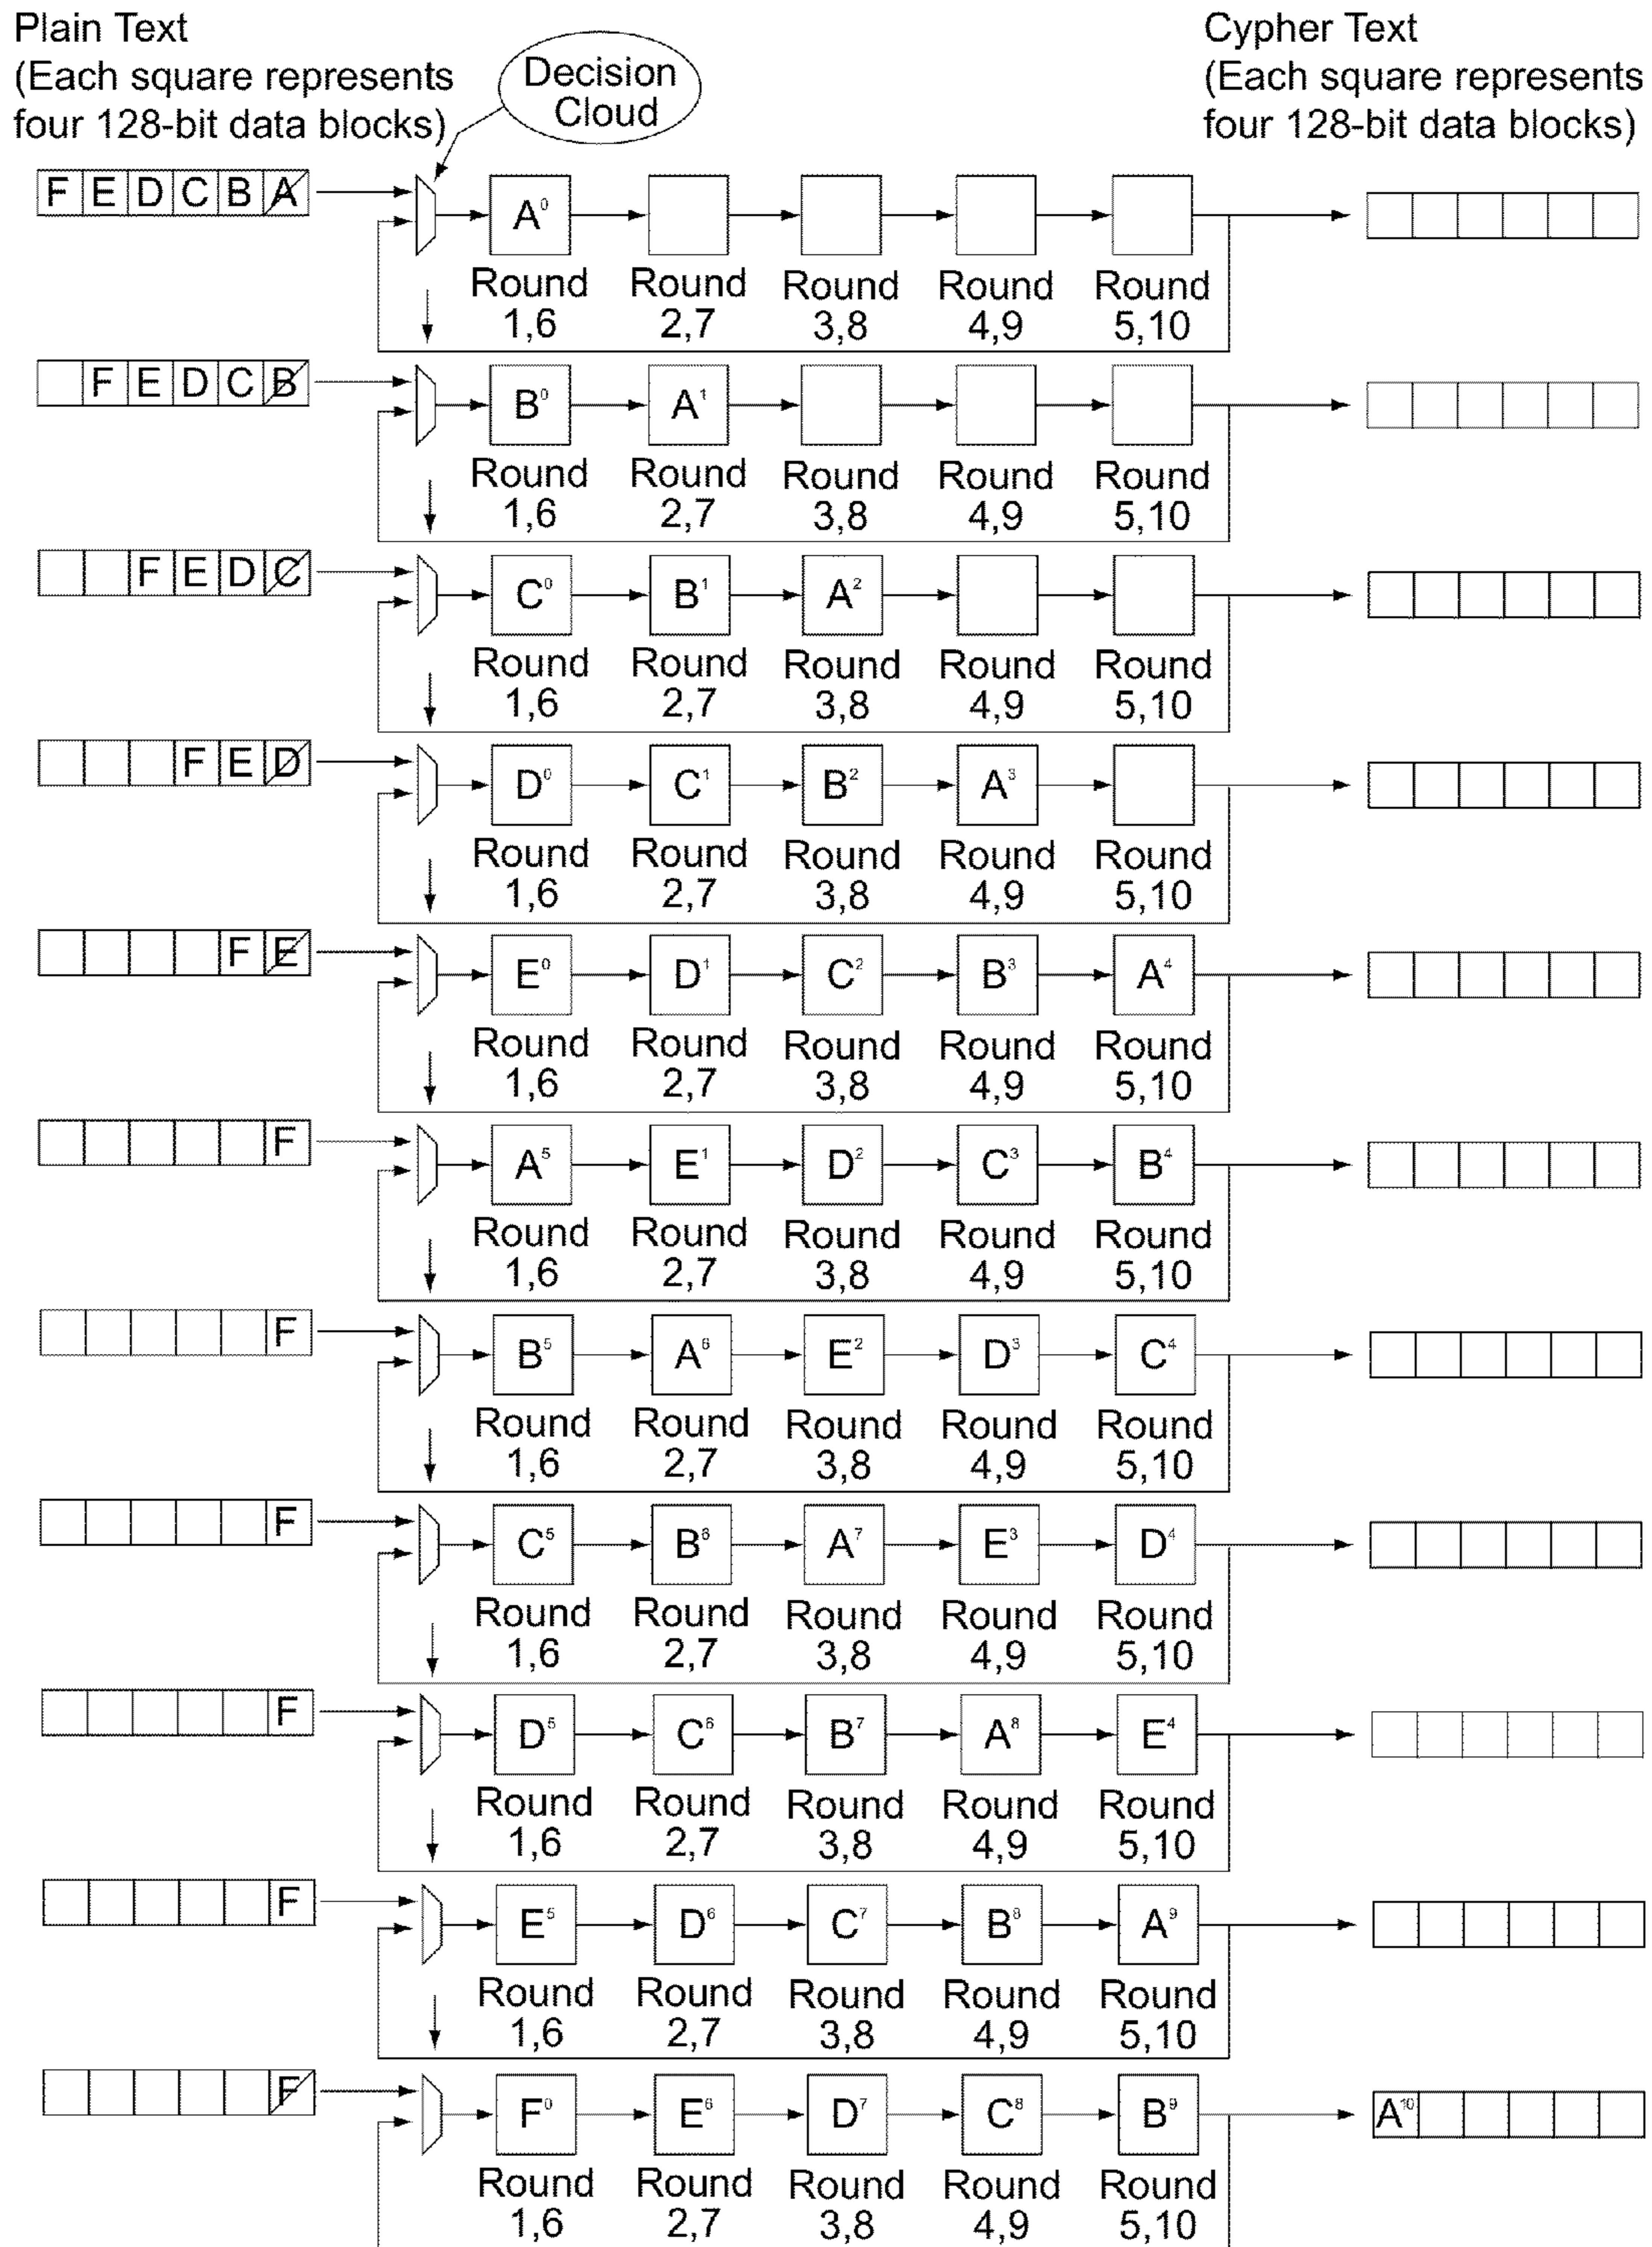 Plain Text
(Each square represents
four 128-bit data blocks)
Decision
Cloud
Cypher Text
(Each square represents
four 128-bit data blocks)
F E D C B A
A⁰
Round Round Round Round Round
1,6 2,7 3,8 4,9 5,10
F E D C B
B⁰ A¹
Round Round Round Round Round
1,6 2,7 3,8 4,9 5,10
F E D C
C⁰ B¹ A²
Round Round Round Round Round
1,6 2,7 3,8 4,9 5,10
F E D
D⁰ C¹ B² A³
Round Round Round Round Round
1,6 2,7 3,8 4,9 5,10
F E
E⁰ D¹ C² B³ A⁴
Round Round Round Round Round
1,6 2,7 3,8 4,9 5,10
F
A⁵ E¹ D² C³ B⁴
Round Round Round Round Round
1,6 2,7 3,8 4,9 5,10
F
B⁵ A⁶ E² D³ C⁴
Round Round Round Round Round
1,6 2,7 3,8 4,9 5,10
F
C⁵ B⁶ A⁷ E³ D⁴
Round Round Round Round Round
1,6 2,7 3,8 4,9 5,10
F
D⁵ C⁶ B⁷ A⁸ E⁴
Round Round Round Round Round
1,6 2,7 3,8 4,9 5,10
F
E⁵ D⁶ C⁷ B⁸ A⁹
Round Round Round Round Round
1,6 2,7 3,8 4,9 5,10
F
F⁰ E⁶ D⁷ C⁸ B⁹ A¹⁰
Round Round Round Round Round
1,6 2,7 3,8 4,9 5,10